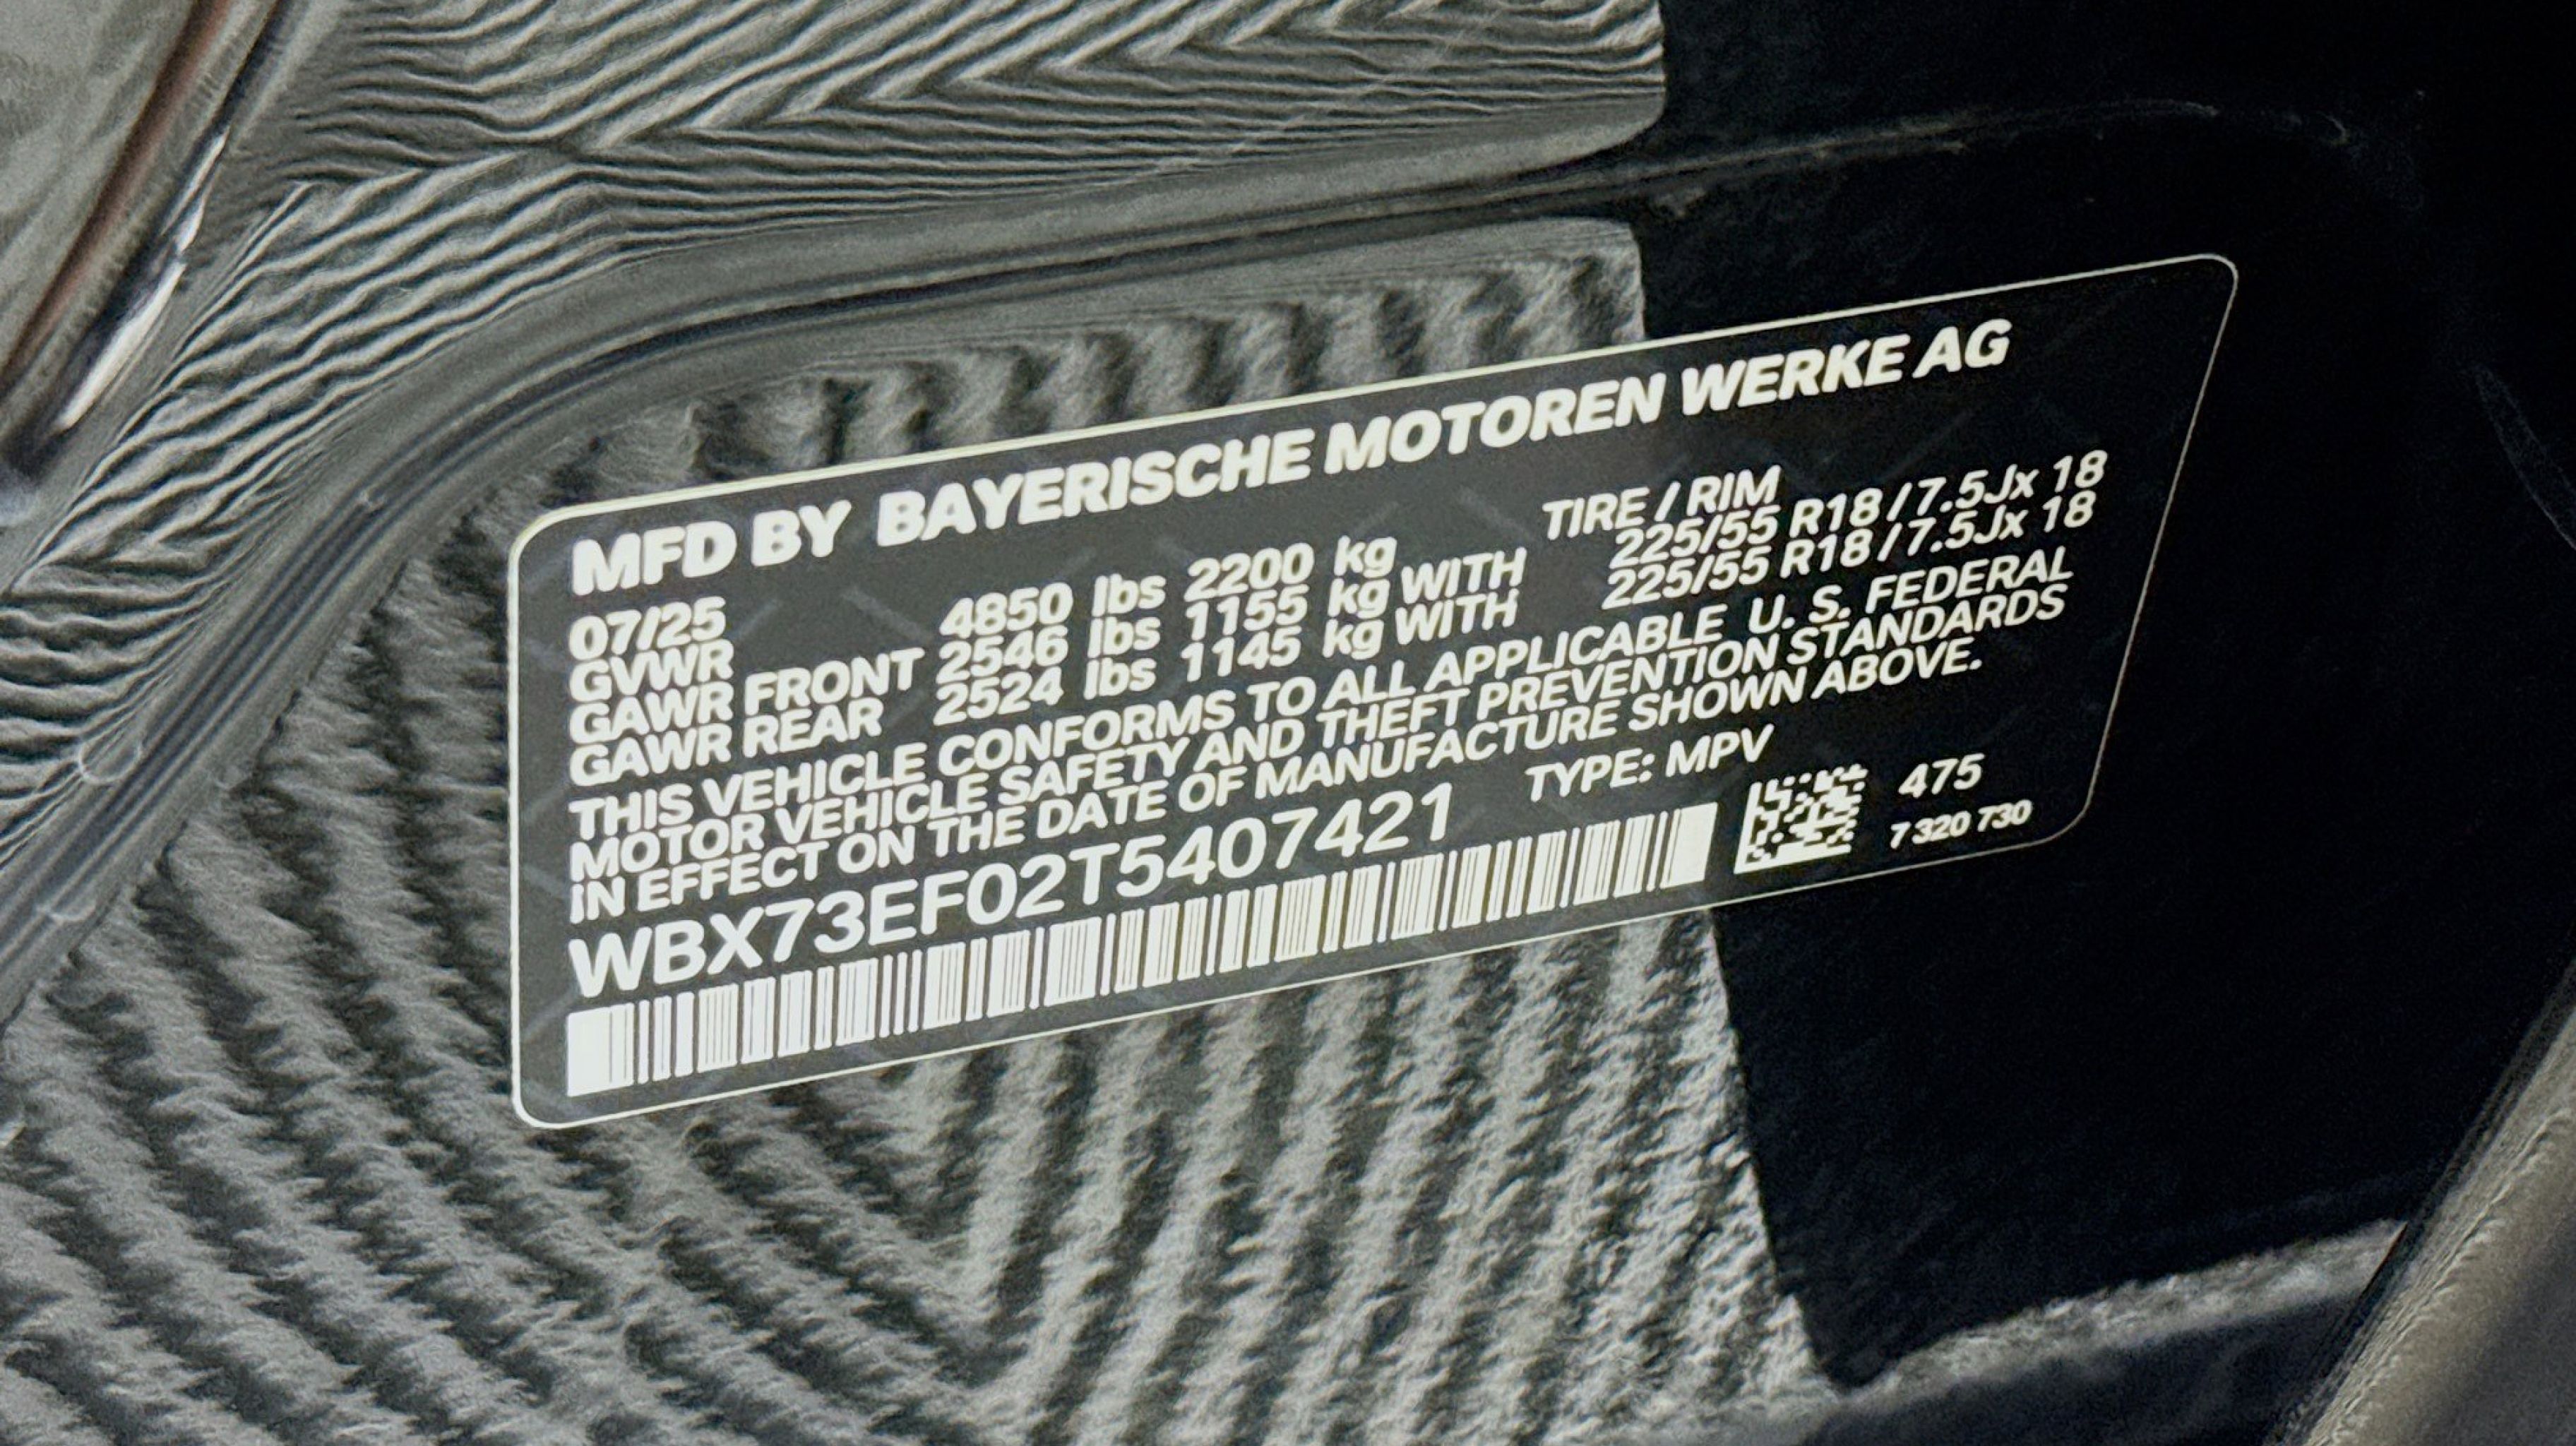 MFD BY BAYERISCHE MOTOREN WERKE AG
07/25 TIRE / RIM
GVWR 4850 lbs 2200 kg
GAWR FRONT 2546 lbs 1155 kg WITH 225/55 R18 / 7.5Jx 18
GAWR REAR 2524 lbs 1145 kg WITH 225/55 R18 / 7.5Jx 18
THIS VEHICLE CONFORMS TO ALL APPLICABLE U. S. FEDERAL
MOTOR VEHICLE SAFETY AND THEFT PREVENTION STANDARDS
IN EFFECT ON THE DATE OF MANUFACTURE SHOWN ABOVE.
WBX73EF02T5407421 TYPE: MPV
475
7 320 730